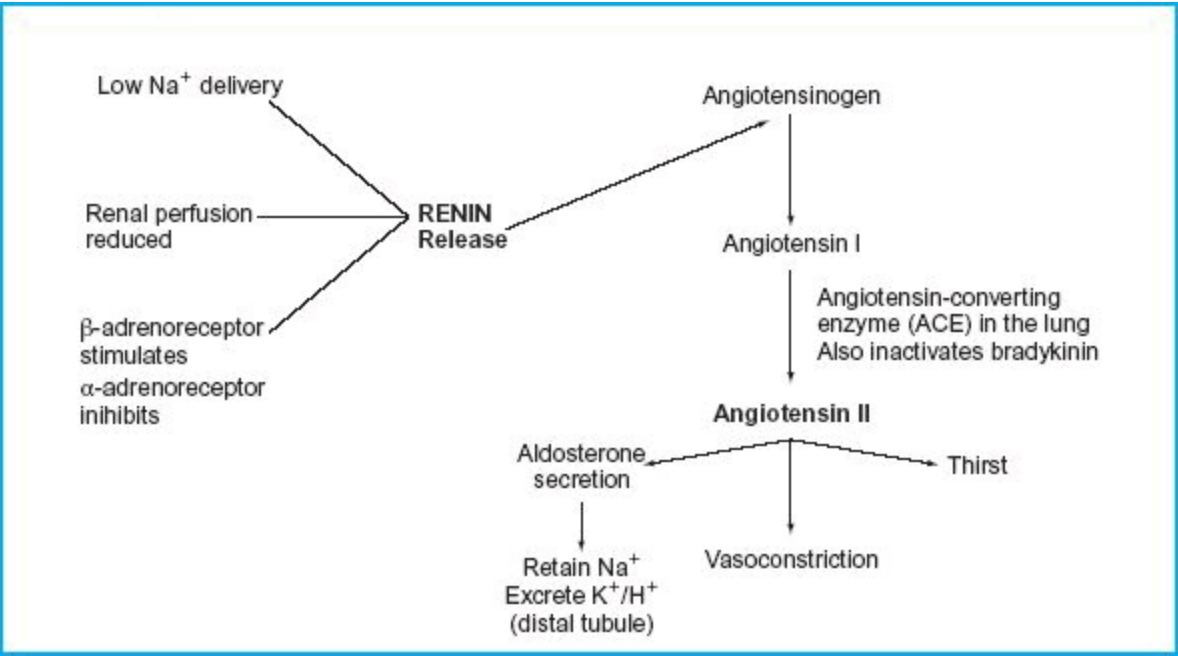 Low Na⁺ delivery
Renal perfusion
reduced
β-adrenoreceptor
stimulates
α-adrenoreceptor
inihibits
RENIN
Release
Angiotensinogen
Angiotensin I
Angiotensin-converting
enzyme (ACE) in the lung
Also inactivates bradykinin
Angiotensin II
Aldosterone
secretion
Thirst
Vasoconstriction
Retain Na⁺
Excrete K⁺/H⁺
(distal tubule)